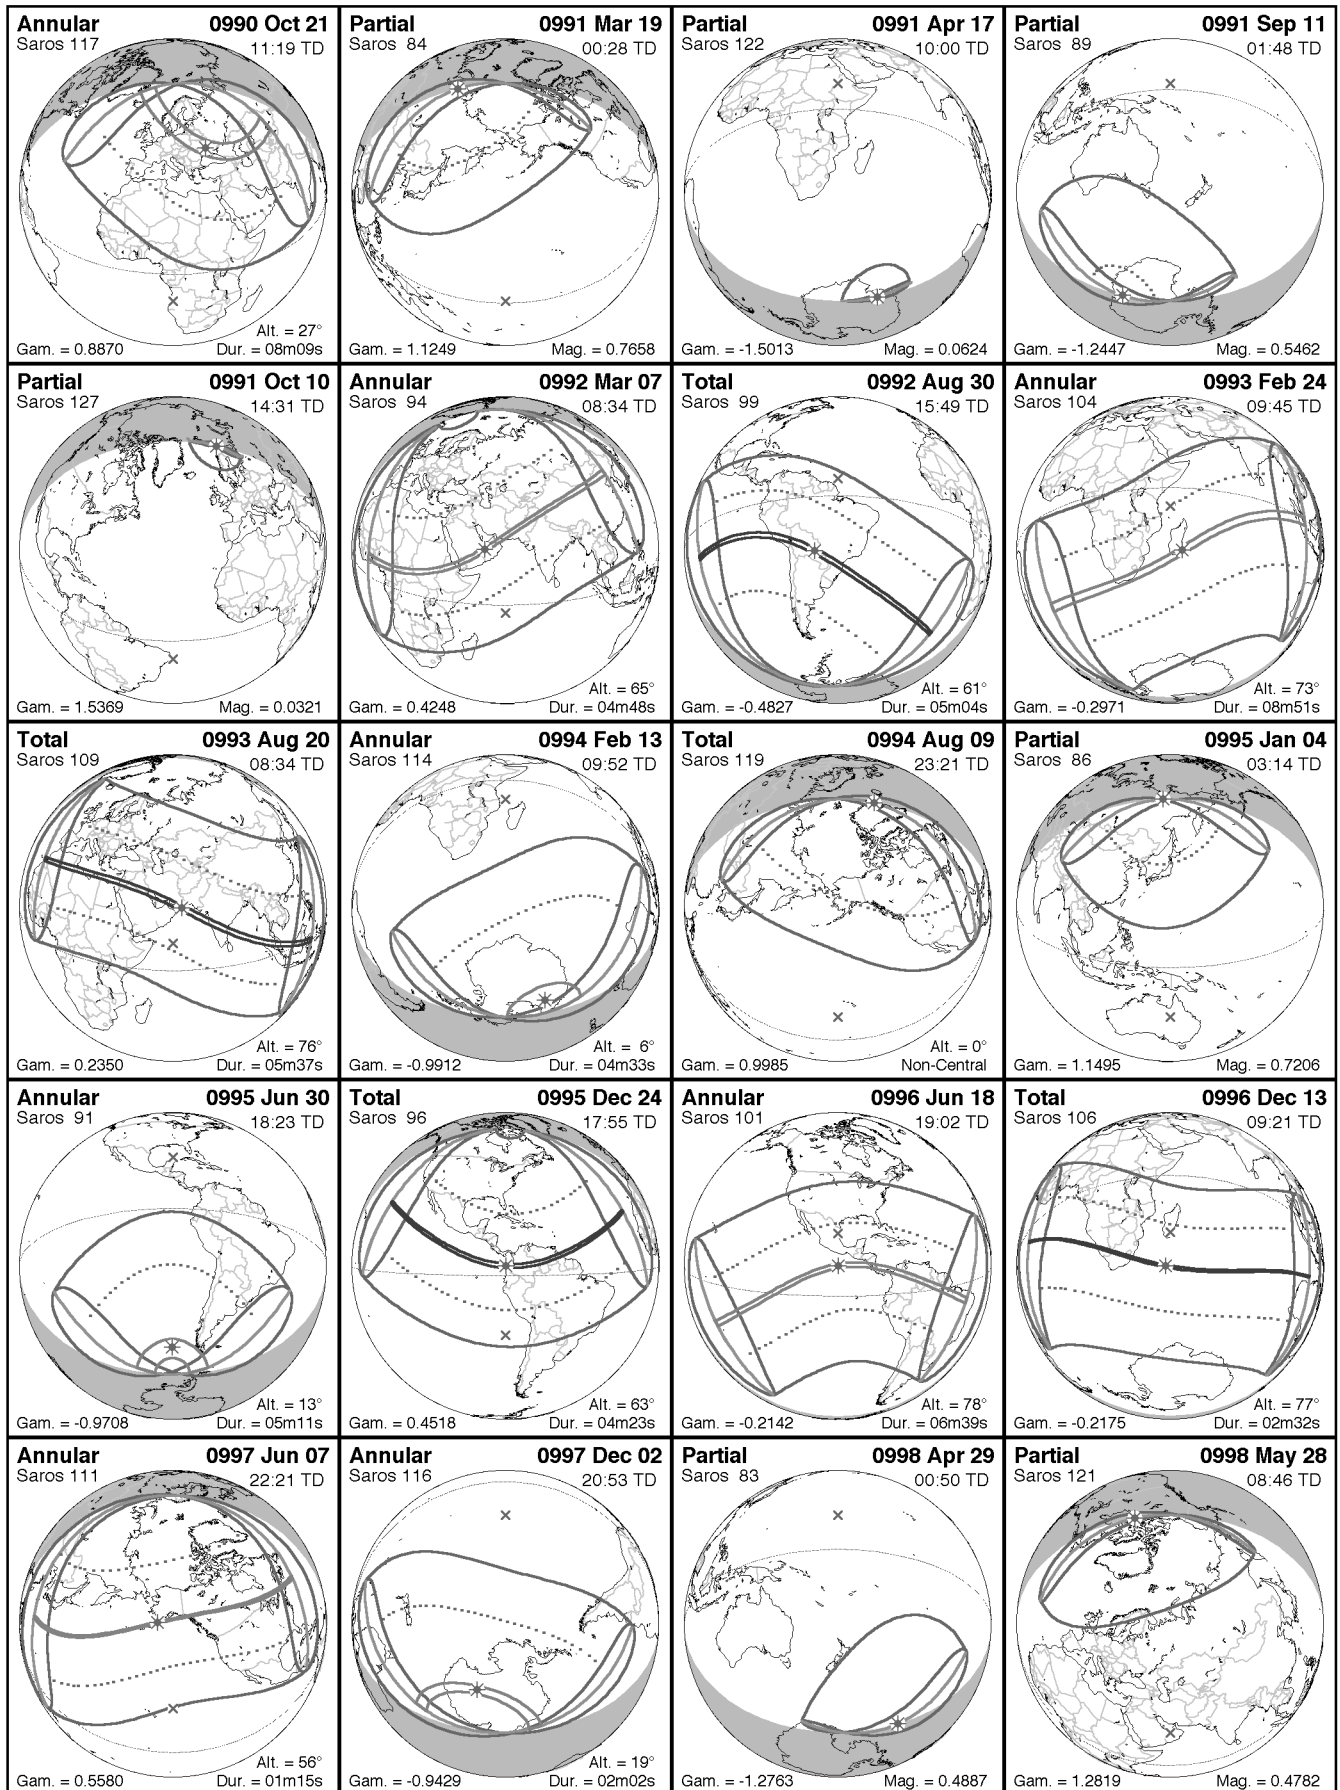 Annular 0990 Oct 21
Saros 117 11:19 TD
Alt. = 27°
Gam. = 0.8870 Dur. = 08m09s
Partial 0991 Mar 19
Saros 84 00:28 TD
Gam. = 1.1249 Mag. = 0.7658
Partial 0991 Apr 17
Saros 122 10:00 TD
Gam. = -1.5013 Mag. = 0.0624
Partial 0991 Sep 11
Saros 89 01:48 TD
Gam. = -1.2447 Mag. = 0.5462
Partial 0991 Oct 10
Saros 127 14:31 TD
Gam. = 1.5369 Mag. = 0.0321
Annular 0992 Mar 07
Saros 94 08:34 TD
Alt. = 65°
Gam. = 0.4248 Dur. = 04m48s
Total 0992 Aug 30
Saros 99 15:49 TD
Alt. = 61°
Gam. = -0.4827 Dur. = 05m04s
Annular 0993 Feb 24
Saros 104 09:45 TD
Alt. = 73°
Gam. = -0.2971 Dur. = 08m51s
Total 0993 Aug 20
Saros 109 08:34 TD
Alt. = 76°
Gam. = 0.2350 Dur. = 05m37s
Annular 0994 Feb 13
Saros 114 09:52 TD
Alt. = 6°
Gam. = -0.9912 Dur. = 04m33s
Total 0994 Aug 09
Saros 119 23:21 TD
Alt. = 0°
Gam. = 0.9985 Non-Central
Partial 0995 Jan 04
Saros 86 03:14 TD
Gam. = 1.1495 Mag. = 0.7206
Annular 0995 Jun 30
Saros 91 18:23 TD
Alt. = 13°
Gam. = -0.9708 Dur. = 05m11s
Total 0995 Dec 24
Saros 96 17:55 TD
Alt. = 63°
Gam. = 0.4518 Dur. = 04m23s
Annular 0996 Jun 18
Saros 101 19:02 TD
Alt. = 78°
Gam. = -0.2142 Dur. = 06m39s
Total 0996 Dec 13
Saros 106 09:21 TD
Alt. = 77°
Gam. = -0.2175 Dur. = 02m32s
Annular 0997 Jun 07
Saros 111 22:21 TD
Alt. = 56°
Gam. = 0.5580 Dur. = 01m15s
Annular 0997 Dec 02
Saros 116 20:53 TD
Alt. = 19°
Gam. = -0.9429 Dur. = 02m02s
Partial 0998 Apr 29
Saros 83 00:50 TD
Gam. = -1.2763 Mag. = 0.4887
Partial 0998 May 28
Saros 121 08:46 TD
Gam. = 1.2819 Mag. = 0.4782